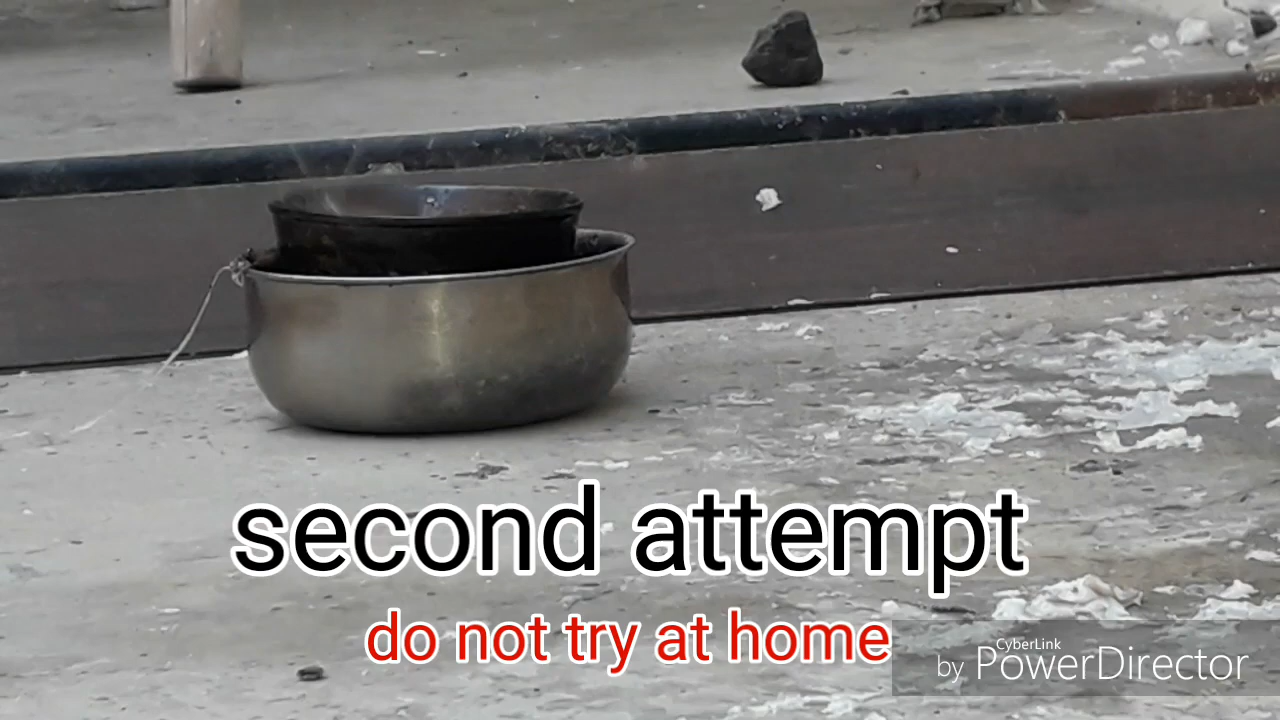 second attempt
do not try at home
CyberLink
by PowerDirector